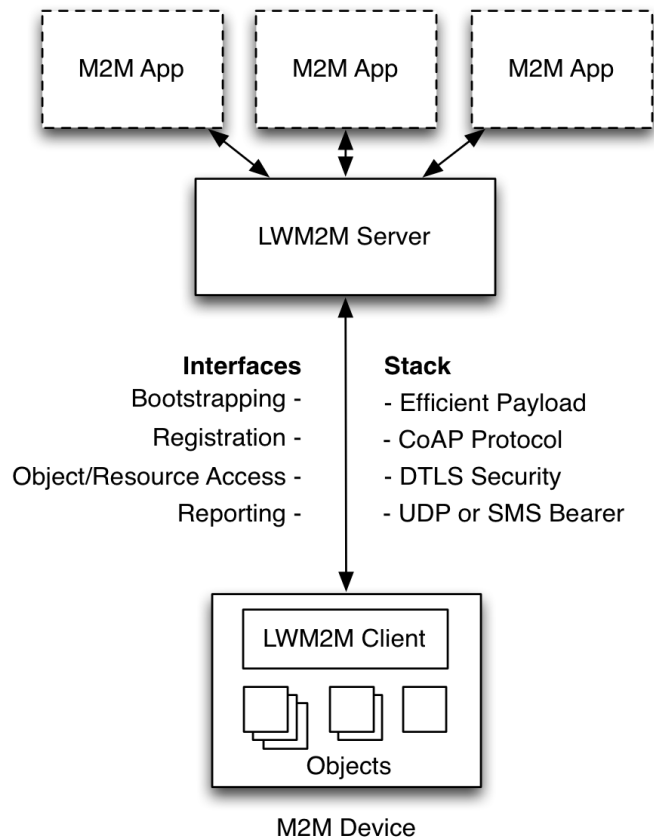 M2M App
M2M App
M2M App
LWM2M Server
Interfaces
Bootstrapping -
Registration -
Object/Resource Access -
Reporting -
Stack
- Efficient Payload
- CoAP Protocol
- DTLS Security
- UDP or SMS Bearer
LWM2M Client
Objects
M2M Device